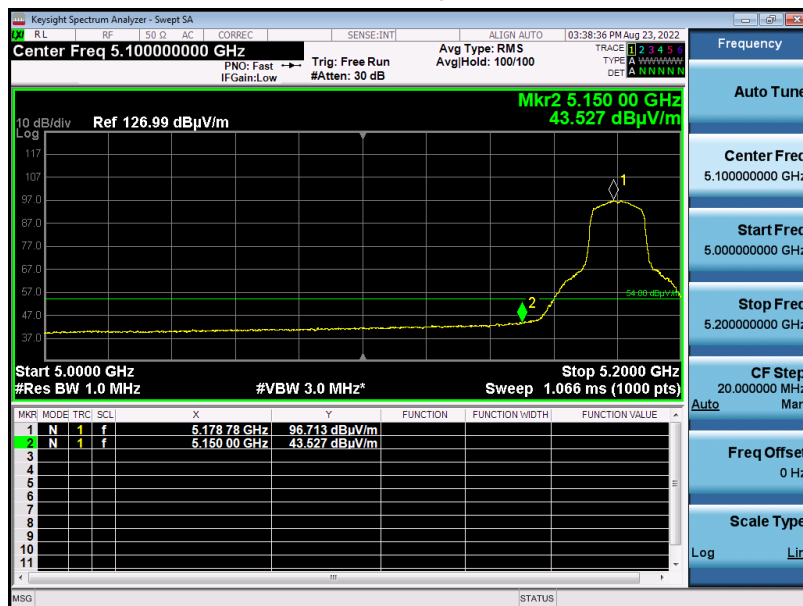 Keysight Spectrum Analyzer - Swept SA
LXI RL RF 50 Ω AC CORREC SENSE:INT ALIGN AUTO 03:38:36 PM Aug 23, 2022
Center Freq 5.100000000 GHz
PNO: Fast
IFGain:Low
Trig: Free Run
#Atten: 30 dB
Avg Type: RMS
Avg|Hold: 100/100
TRACE 1 2 3 4 5 6
TYPE A WWWWW
DET A N N N N N
Mkr2 5.150 00 GHz
43.527 dBµV/m
10 dB/div Ref 126.99 dBµV/m
Log
117
107
97.0
87.0
77.0
67.0
57.0
47.0
37.0
1
2
54.00 dBµV/m
Start 5.0000 GHz Stop 5.2000 GHz
#Res BW 1.0 MHz #VBW 3.0 MHz* Sweep 1.066 ms (1000 pts)
MKR MODE TRC SCL X Y FUNCTION FUNCTION WIDTH FUNCTION VALUE
1 N 1 f 5.178 78 GHz 96.713 dBµV/m
2 N 1 f 5.150 00 GHz 43.527 dBµV/m
3
4
5
6
7
8
9
10
11
MSG STATUS
Frequency
Auto Tune
Center Freq
5.100000000 GHz
Start Freq
5.000000000 GHz
Stop Freq
5.200000000 GHz
CF Step
20.000000 MHz
Auto Man
Freq Offset
0 Hz
Scale Type
Log Lin